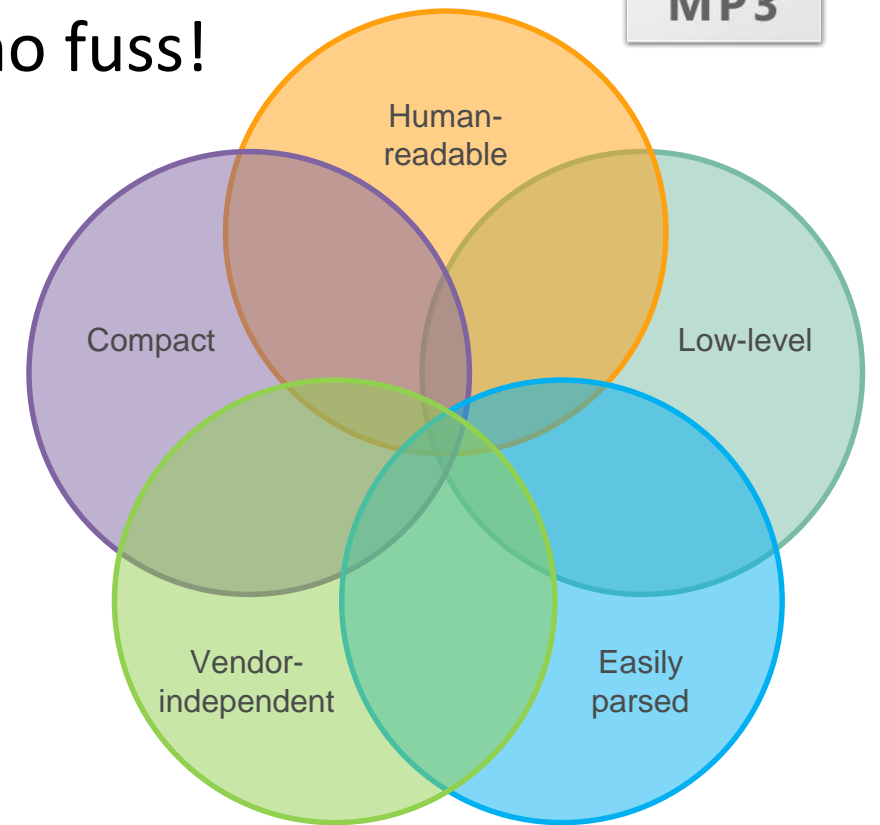 no fuss!
MP3
Human-
readable
Compact
Low-level
Vendor-
independent
Easily
parsed